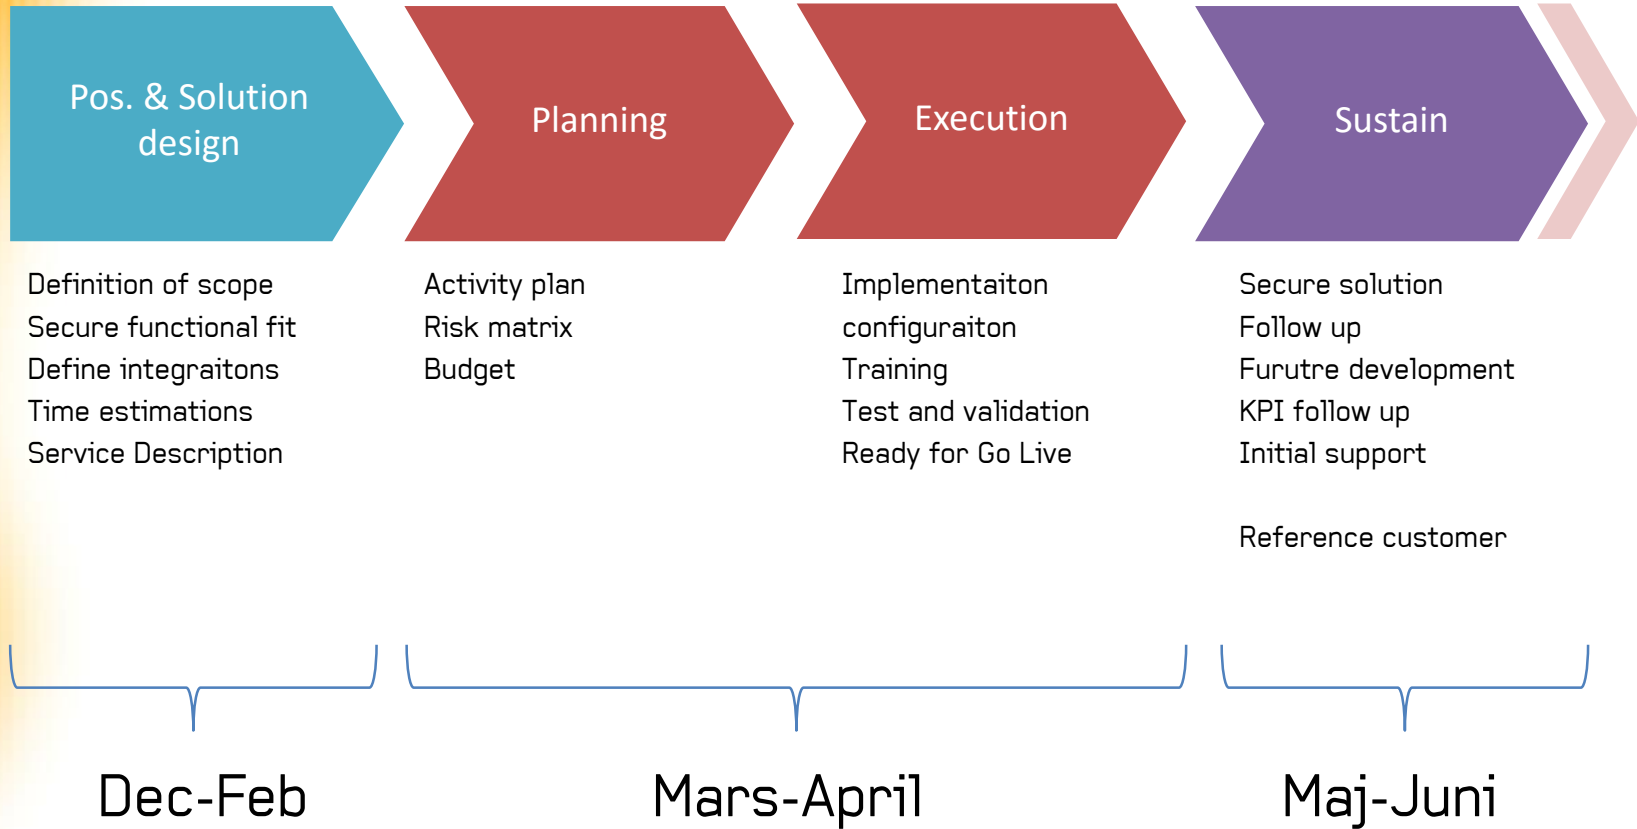 Pos. & Solution
design
Planning
Execution
Sustain
Definition of scope
Secure functional fit
Define integraitons
Time estimations
Service Description
Activity plan
Risk matrix
Budget
Implementaiton
configuraiton
Training
Test and validation
Ready for Go Live
Secure solution
Follow up
Furutre development
KPI follow up
Initial support
Reference customer
Dec-Feb
Mars-April
Maj-Juni